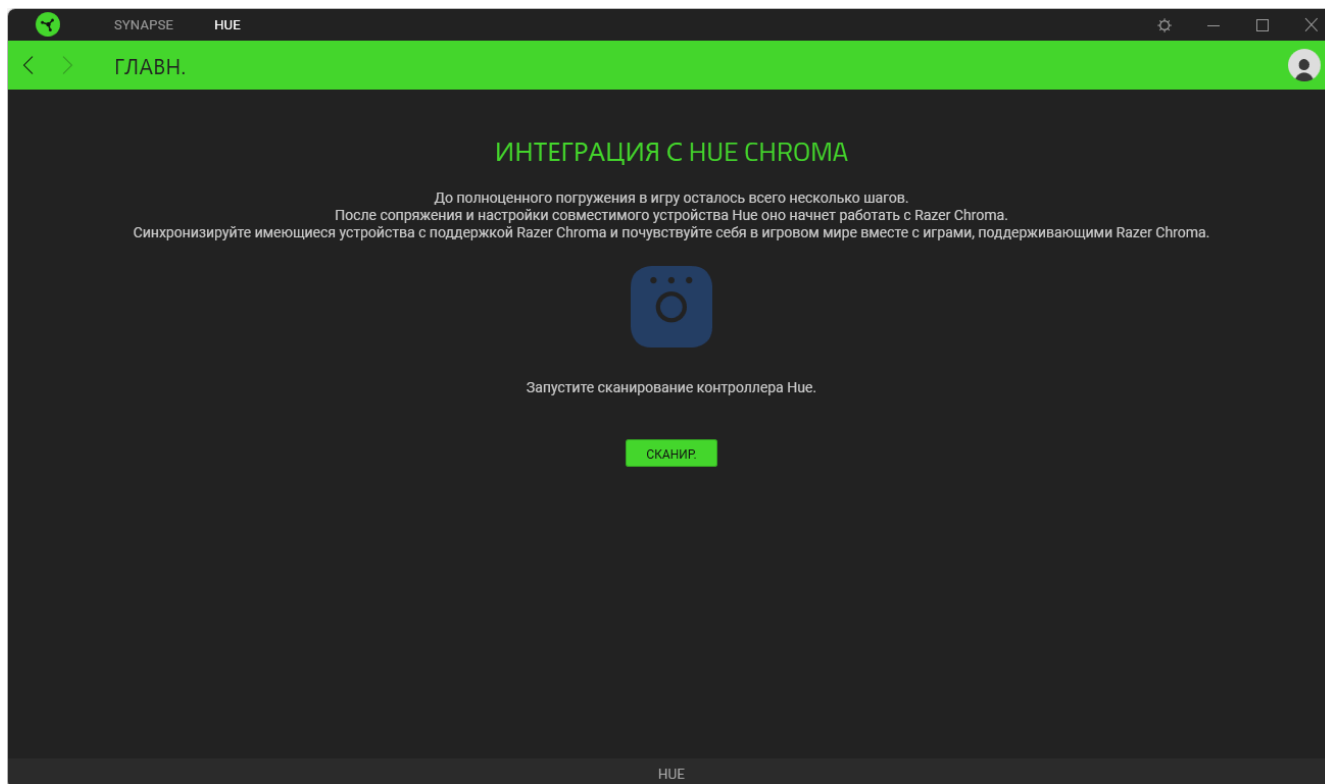 SYNAPSE HUE
ГЛАВН.
ИНТЕГРАЦИЯ С HUE CHROMA
До полноценного погружения в игру осталось всего несколько шагов.
После сопряжения и настройки совместимого устройства Hue оно начнет работать с Razer Chroma.
Синхронизируйте имеющиеся устройства с поддержкой Razer Chroma и почувствуйте себя в игровом мире вместе с играми, поддерживающими Razer Chroma.
Запустите сканирование контроллера Hue.
СКАНИР.
HUE